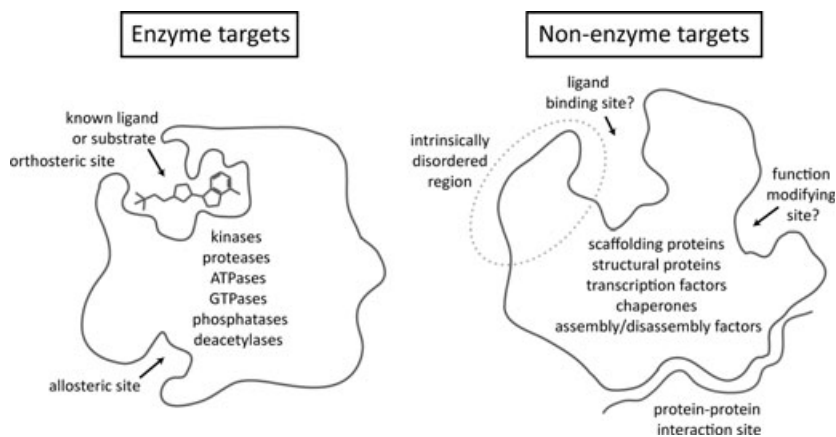 Enzyme targets
known ligand
or substrate
orthosteric site
kinases
proteases
ATPases
GTPases
phosphatases
deacetylases
allosteric site
Non-enzyme targets
ligand
binding site?
intrinsically
disordered
region
function
modifying
site?
scaffolding proteins
structural proteins
transcription factors
chaperones
assembly/disassembly factors
protein-protein
interaction site